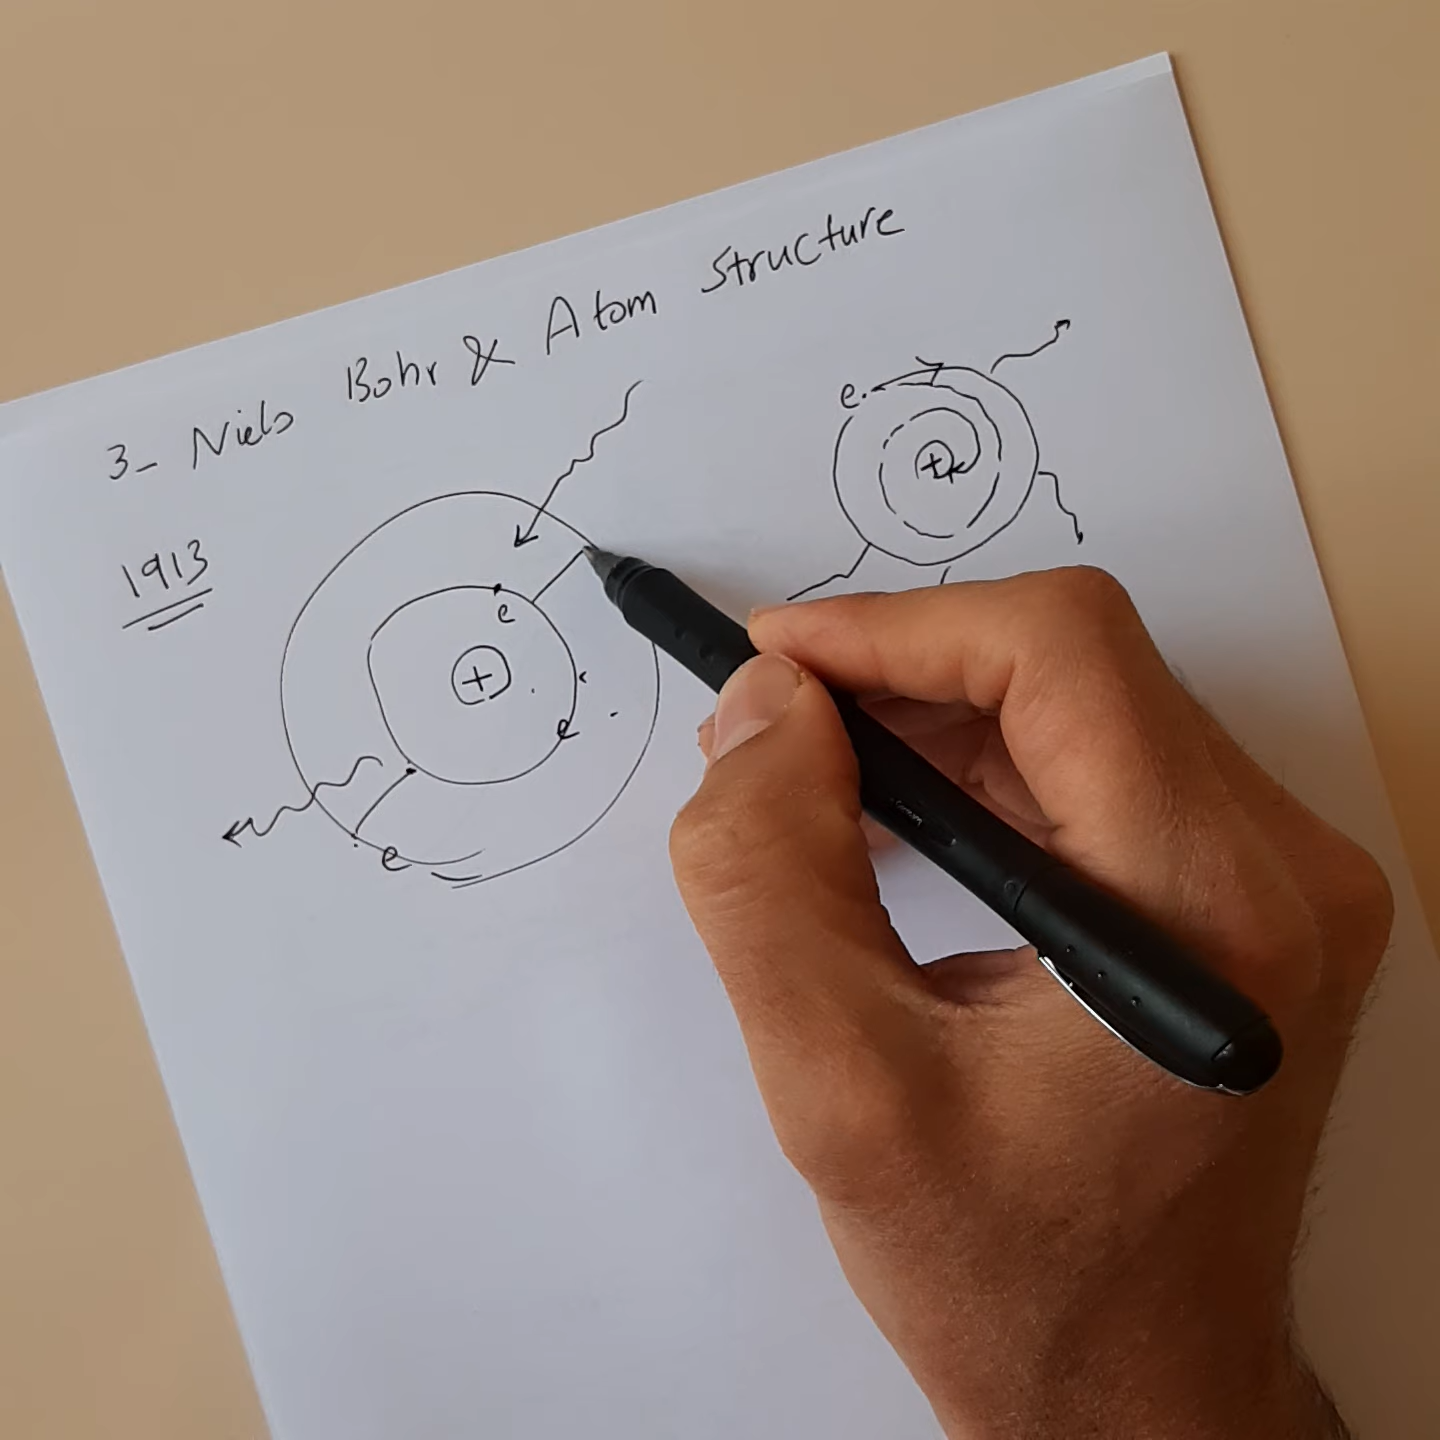 3- Niels Bohr & Atom Structure
1913
e.
+
e
+
e
e